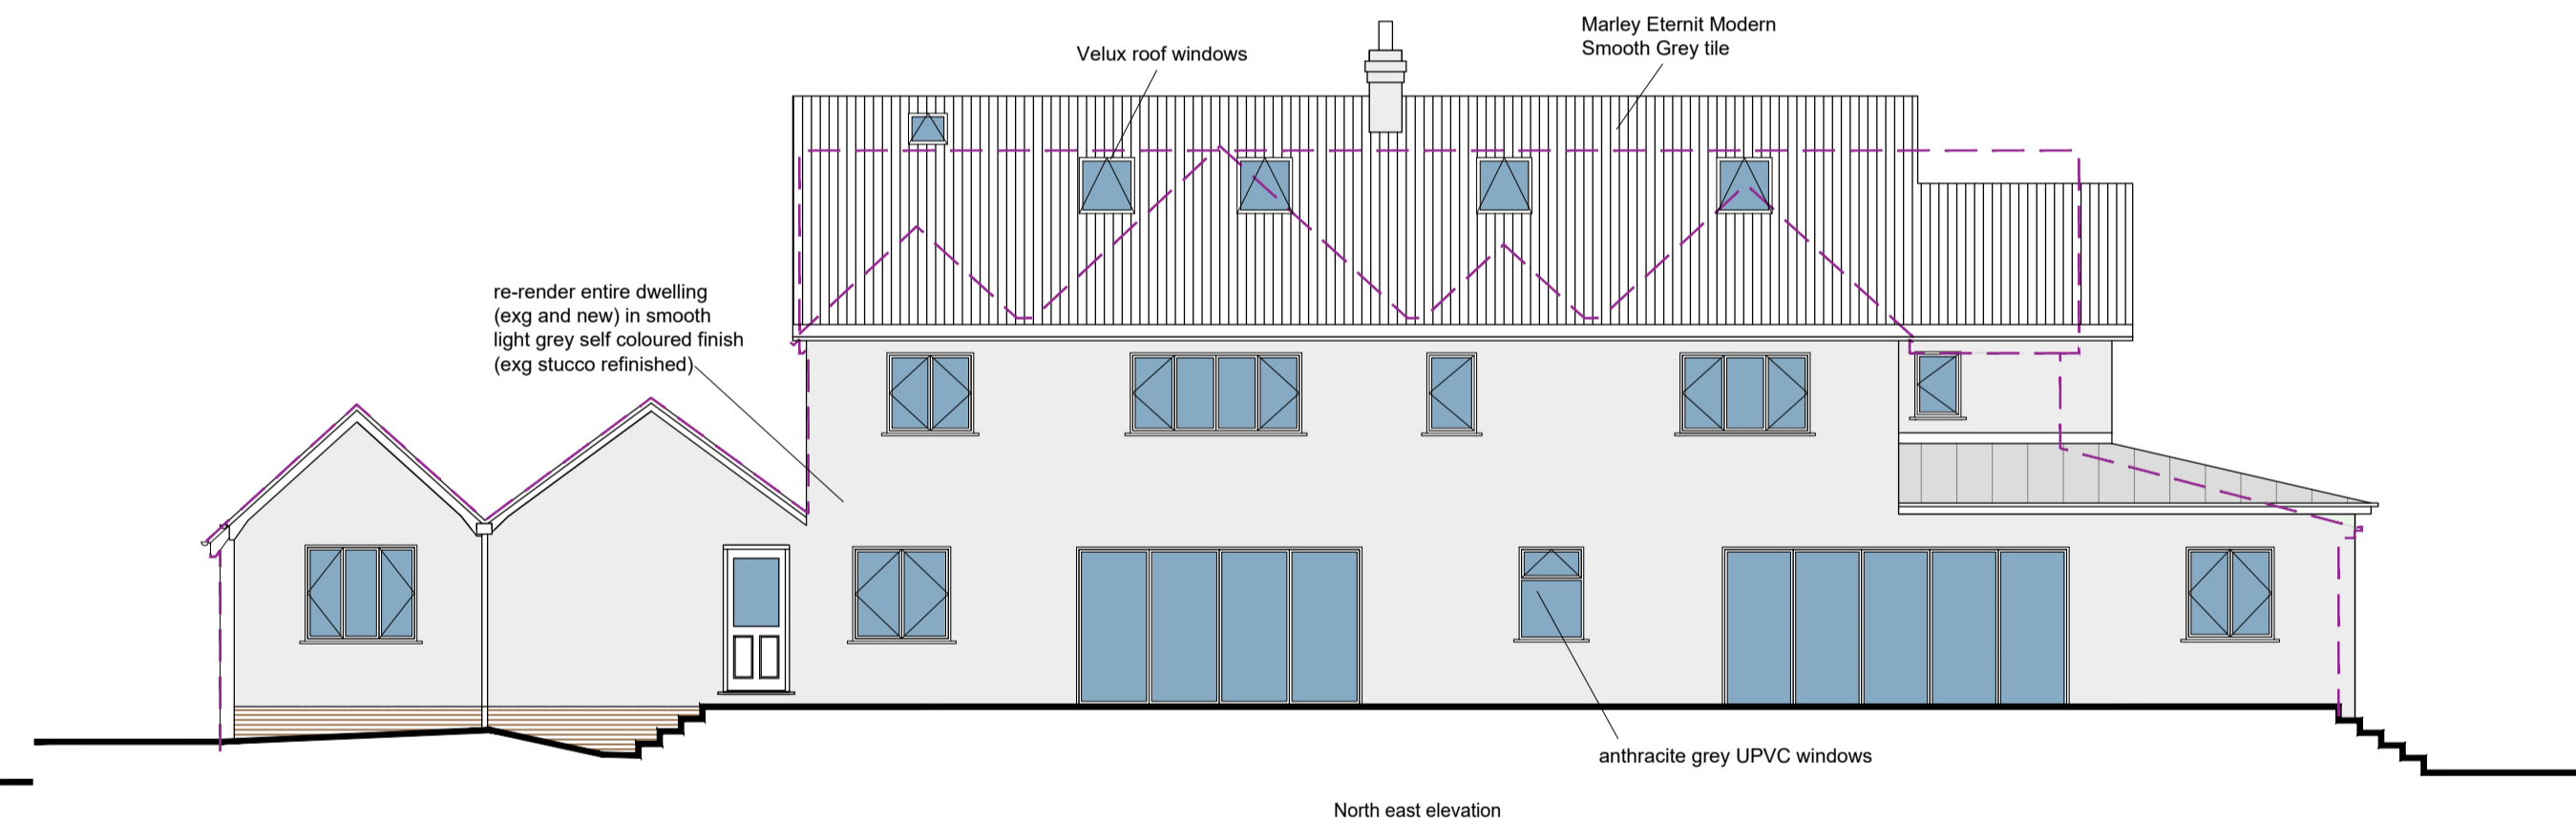 Marley Eternit Modern
Smooth Grey tile
Velux roof windows
re-render entire dwelling
(exg and new) in smooth
light grey self coloured finish
(exg stucco refinished)
anthracite grey UPVC windows
North east elevation